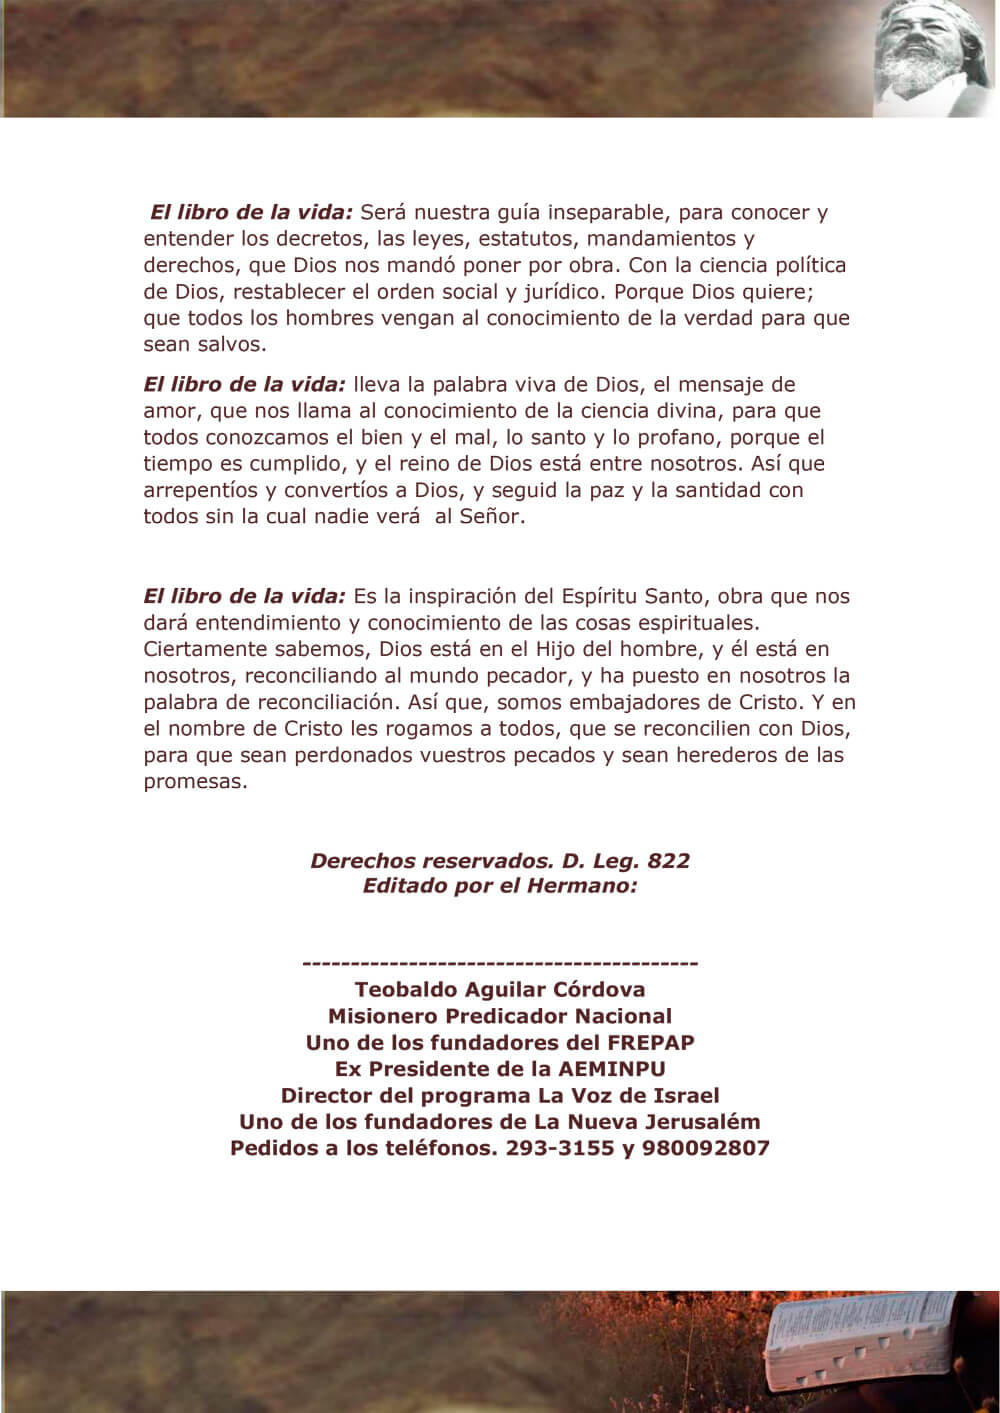 El libro de la vida: Será nuestra guía inseparable, para conocer y
entender los decretos, las leyes, estatutos, mandamientos y
derechos, que Dios nos mandó poner por obra. Con la ciencia política
de Dios, restablecer el orden social y jurídico. Porque Dios quiere;
que todos los hombres vengan al conocimiento de la verdad para que
sean salvos.
El libro de la vida: lleva la palabra viva de Dios, el mensaje de
amor, que nos llama al conocimiento de la ciencia divina, para que
todos conozcamos el bien y el mal, lo santo y lo profano, porque el
tiempo es cumplido, y el reino de Dios está entre nosotros. Así que
arrepentíos y convertíos a Dios, y seguid la paz y la santidad con
todos sin la cual nadie verá  al Señor.
El libro de la vida: Es la inspiración del Espíritu Santo, obra que nos
dará entendimiento y conocimiento de las cosas espirituales.
Ciertamente sabemos, Dios está en el Hijo del hombre, y él está en
nosotros, reconciliando al mundo pecador, y ha puesto en nosotros la
palabra de reconciliación. Así que, somos embajadores de Cristo. Y en
el nombre de Cristo les rogamos a todos, que se reconcilien con Dios,
para que sean perdonados vuestros pecados y sean herederos de las
promesas.
Derechos reservados. D. Leg. 822
Editado por el Hermano:
-----------------------------------------
Teobaldo Aguilar Córdova
Misionero Predicador Nacional
Uno de los fundadores del FREPAP
Ex Presidente de la AEMINPU
Director del programa La Voz de Israel
Uno de los fundadores de La Nueva Jerusalém
Pedidos a los teléfonos. 293-3155 y 980092807